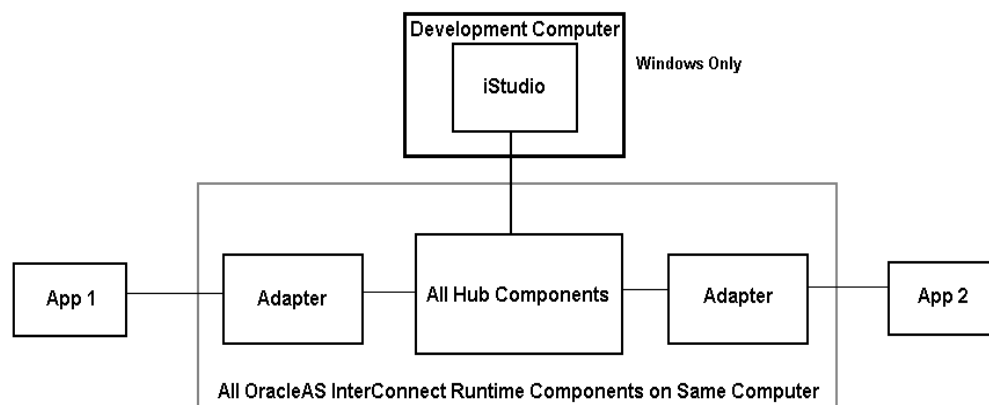 Development Computer
iStudio
Windows Only
App 1
Adapter
All Hub Components
Adapter
App 2
All OracleAS InterConnect Runtime Components on Same Computer